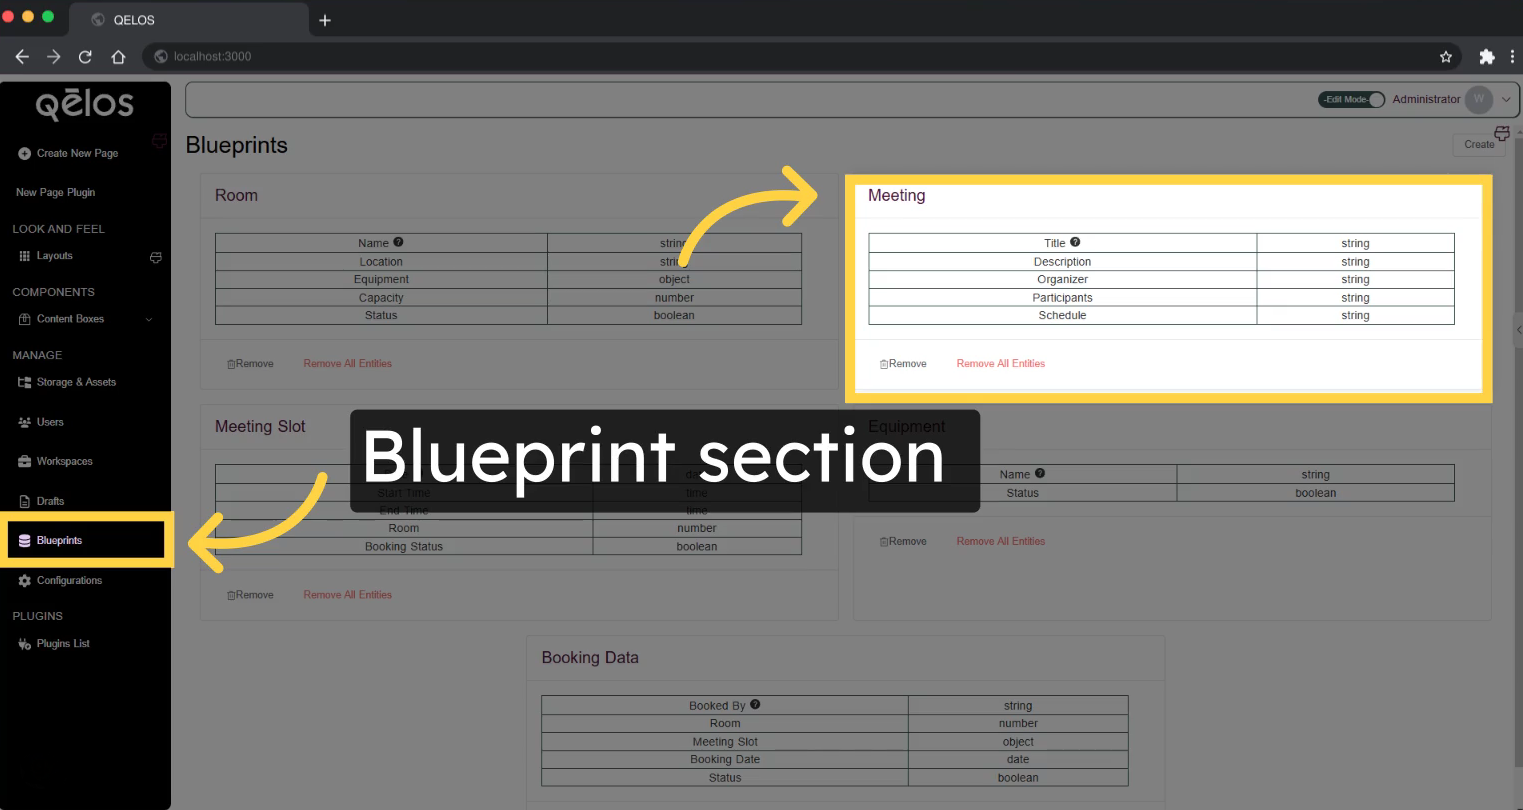 QELOS
localhost:3000
qēlos
-Edit Mode-
Administrator
W
Create New Page
New Page Plugin
LOOK AND FEEL
Layouts
COMPONENTS
Content Boxes
MANAGE
Storage & Assets
Users
Workspaces
Drafts
Blueprints
Configurations
PLUGINS
Plugins List
Blueprints
Create
Room
Name ? string
Location string
Equipment object
Capacity number
Status boolean
Remove Remove All Entities
Meeting
Title ? string
Description string
Organizer string
Participants string
Schedule string
Remove Remove All Entities
Blueprint section
Meeting Slot
Start Time time
End Time time
Room number
Booking Status boolean
Remove Remove All Entities
Equipment
Name ? string
Status boolean
Remove Remove All Entities
Booking Data
Booked By ? string
Room number
Meeting Slot object
Booking Date date
Status boolean